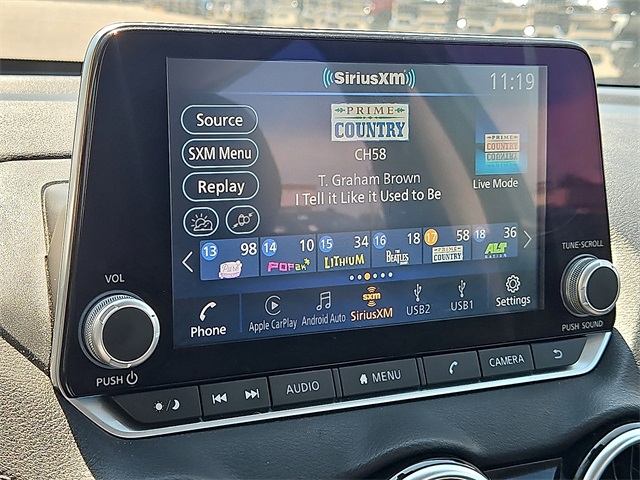 ((SiriusXM))
11:19
Source
SXM Menu
Replay
PRIME
COUNTRY
CH58
T. Graham Brown
I Tell it Like it Used to Be
PRIME
COUNTRY
Live Mode
13 98 14 10 15 34 16 18 17 58 18 36
POP2K LITHIUM The BEATLES PRIME COUNTRY ALT NATION
Phone
Apple CarPlay
Android Auto
SXM
SiriusXM
USB2
USB1
Settings
VOL
PUSH
TUNE·SCROLL
PUSH SOUND
AUDIO
MENU
CAMERA